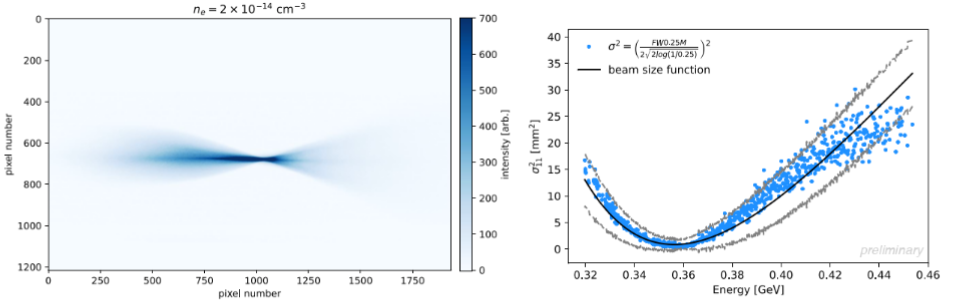 n_e = 2 × 10^−14 cm^−3
0
200
400
600
800
1000
1200
pixel number
0 250 500 750 1000 1250 1500 1750
pixel number
700
600
500
400
300
200
100
0
intensity [arb.]
40
35
30
25
20
15
10
5
0
σ²₁₁ [mm²]
σ² = (FW0.25M / 2√2log(1/0.25))²
beam size function
preliminary
0.32 0.34 0.36 0.38 0.40 0.42 0.44 0.46
Energy [GeV]